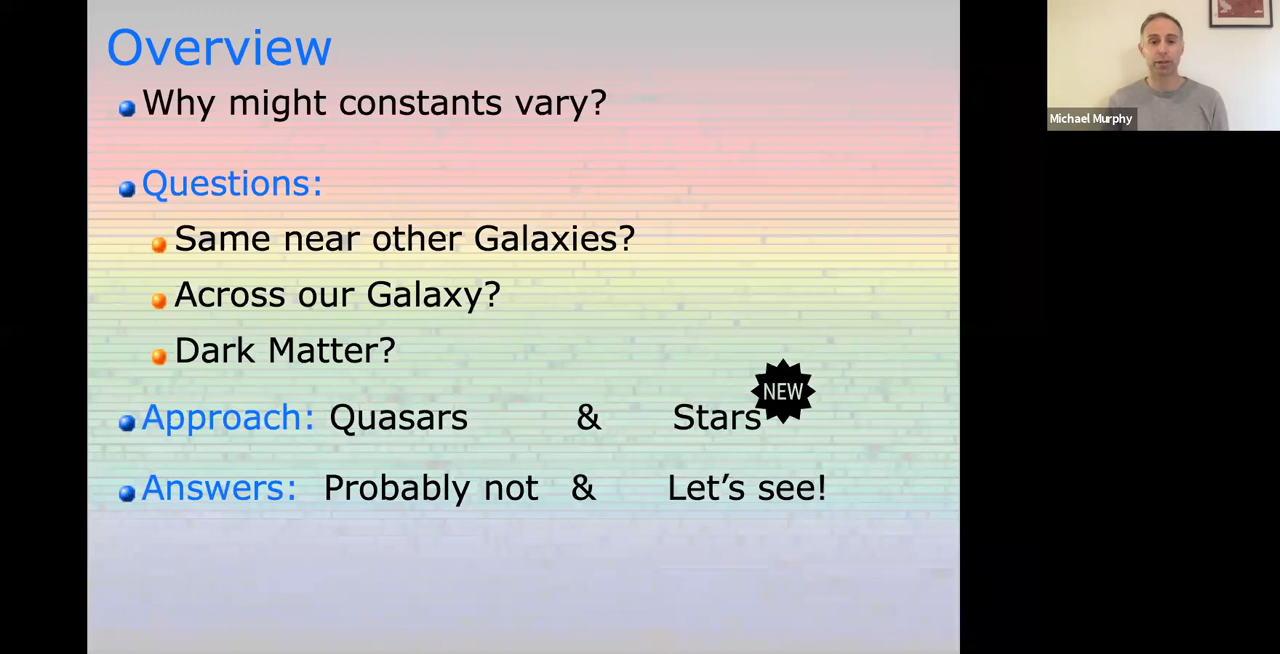 Overview
Why might constants vary?
Questions:
Same near other Galaxies?
Across our Galaxy?
Dark Matter?
NEW
Approach: Quasars & Stars
Answers: Probably not & Let’s see!
Michael Murphy